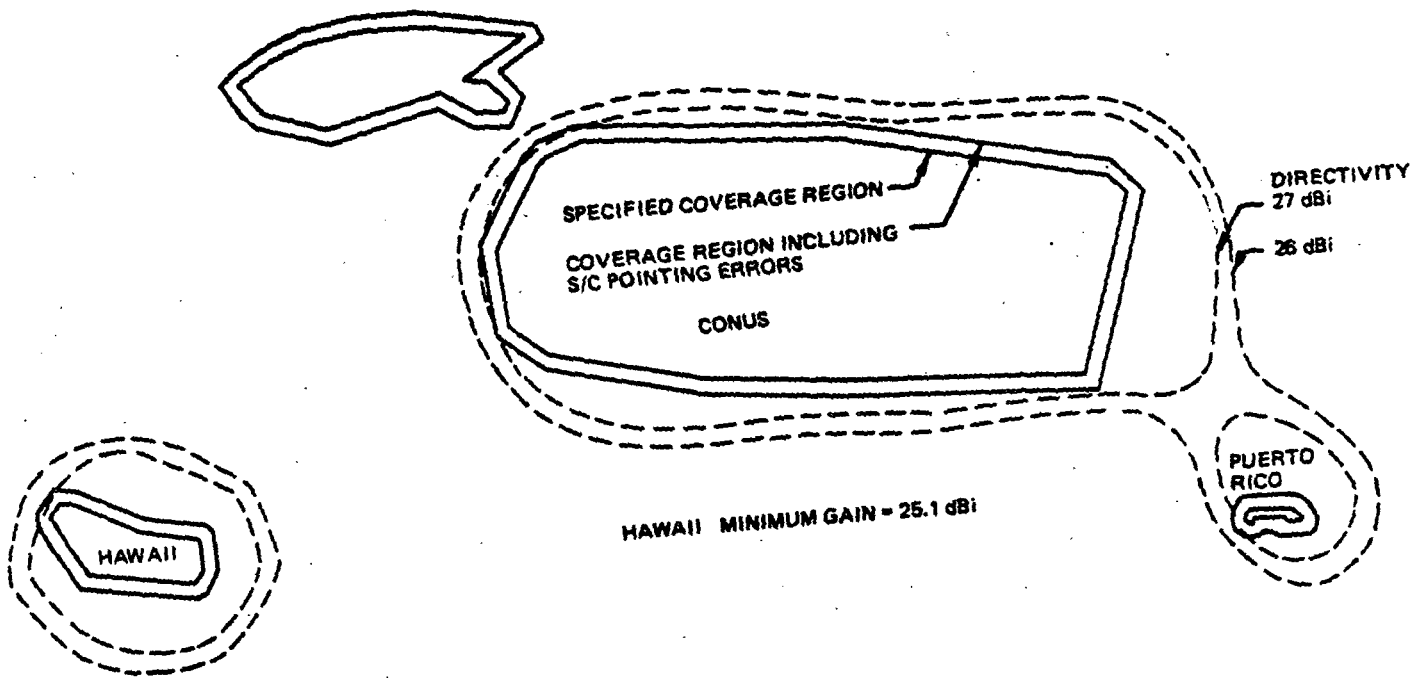 DIRECTIVITY
27 dBi
26 dBi
SPECIFIED COVERAGE REGION
COVERAGE REGION INCLUDING
S/C POINTING ERRORS
CONUS
PUERTO
RICO
HAWAII MINIMUM GAIN = 25.1 dBi
HAWAII